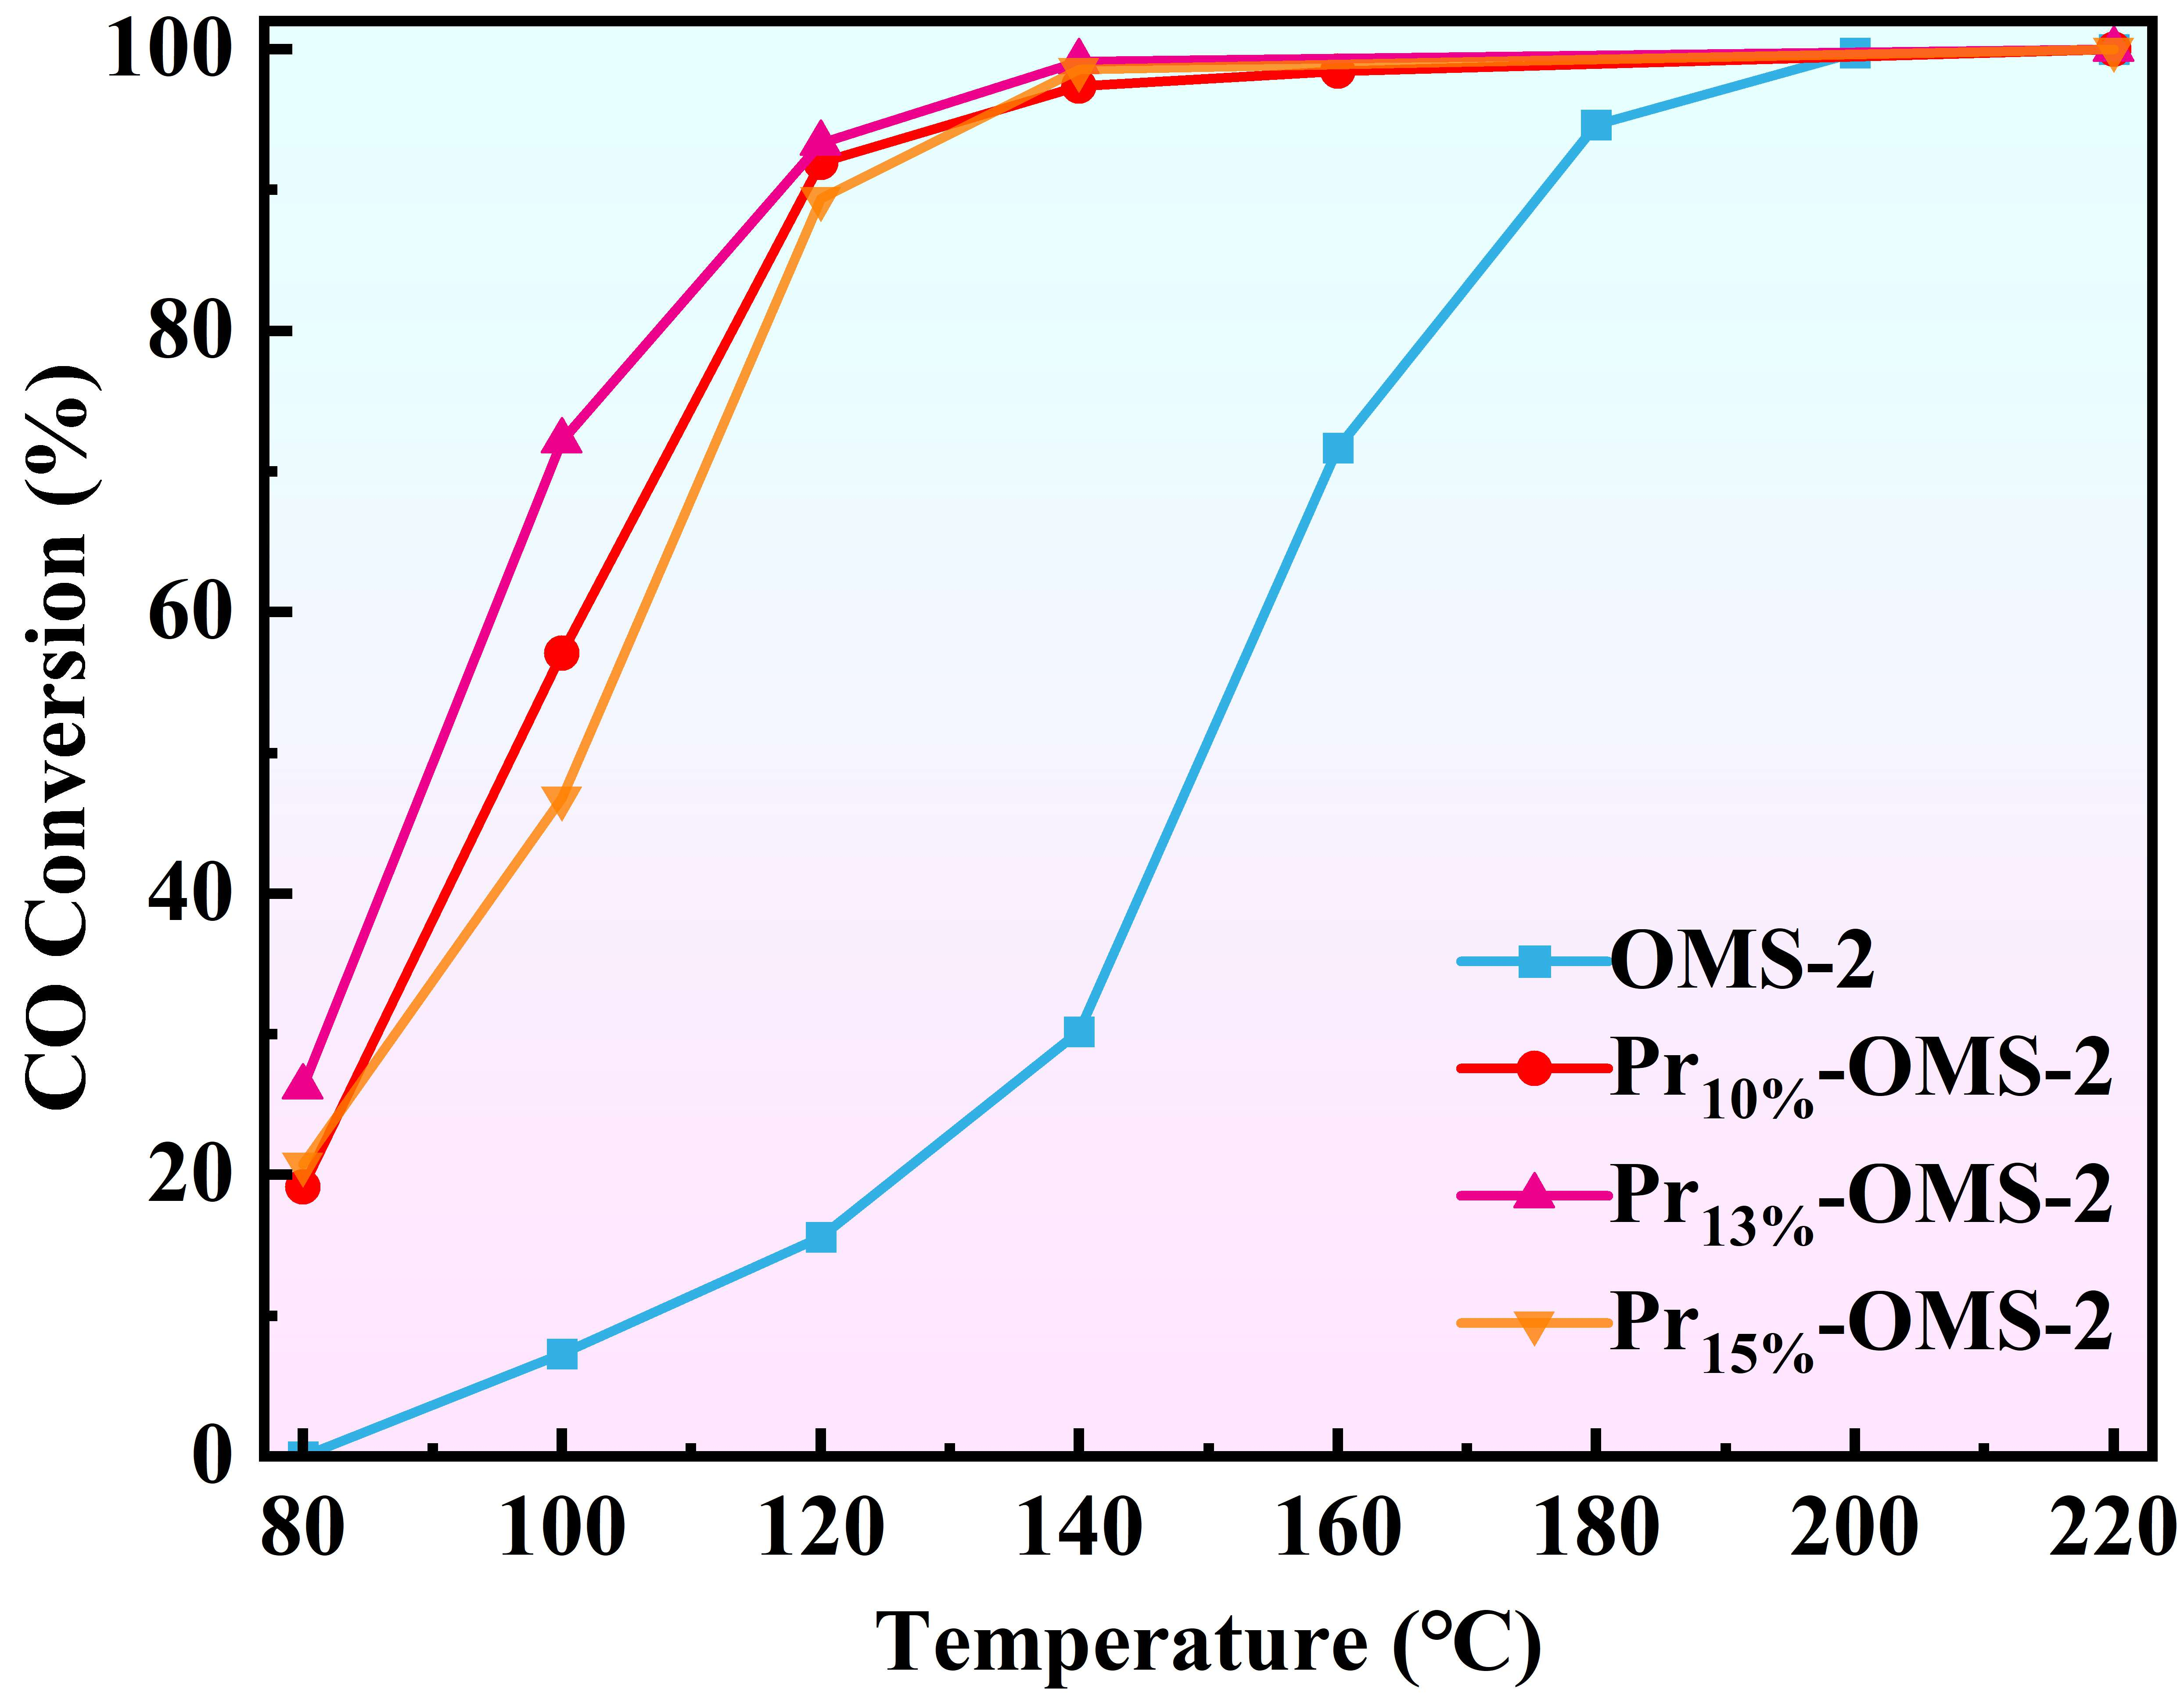 CO Conversion (%)
100
80
60
40
20
0
OMS-2
Pr10%-OMS-2
Pr13%-OMS-2
Pr15%-OMS-2
80 100 120 140 160 180 200 220
Temperature (°C)